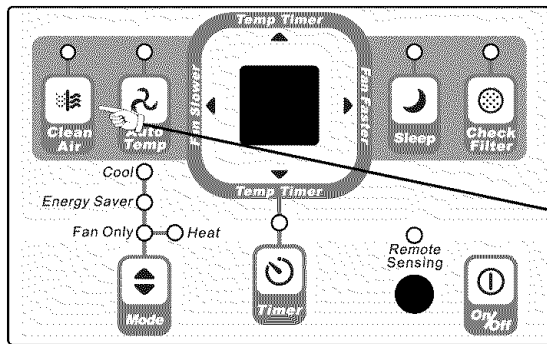 Temp Timer
Fan Slower
Fan Faster
Clean
Air
Auto
Temp
Sleep
Check
Filter
Temp Timer
Cool
Energy Saver
Fan Only
Heat
Remote
Sensing
Mode
Timer
On/
/Off